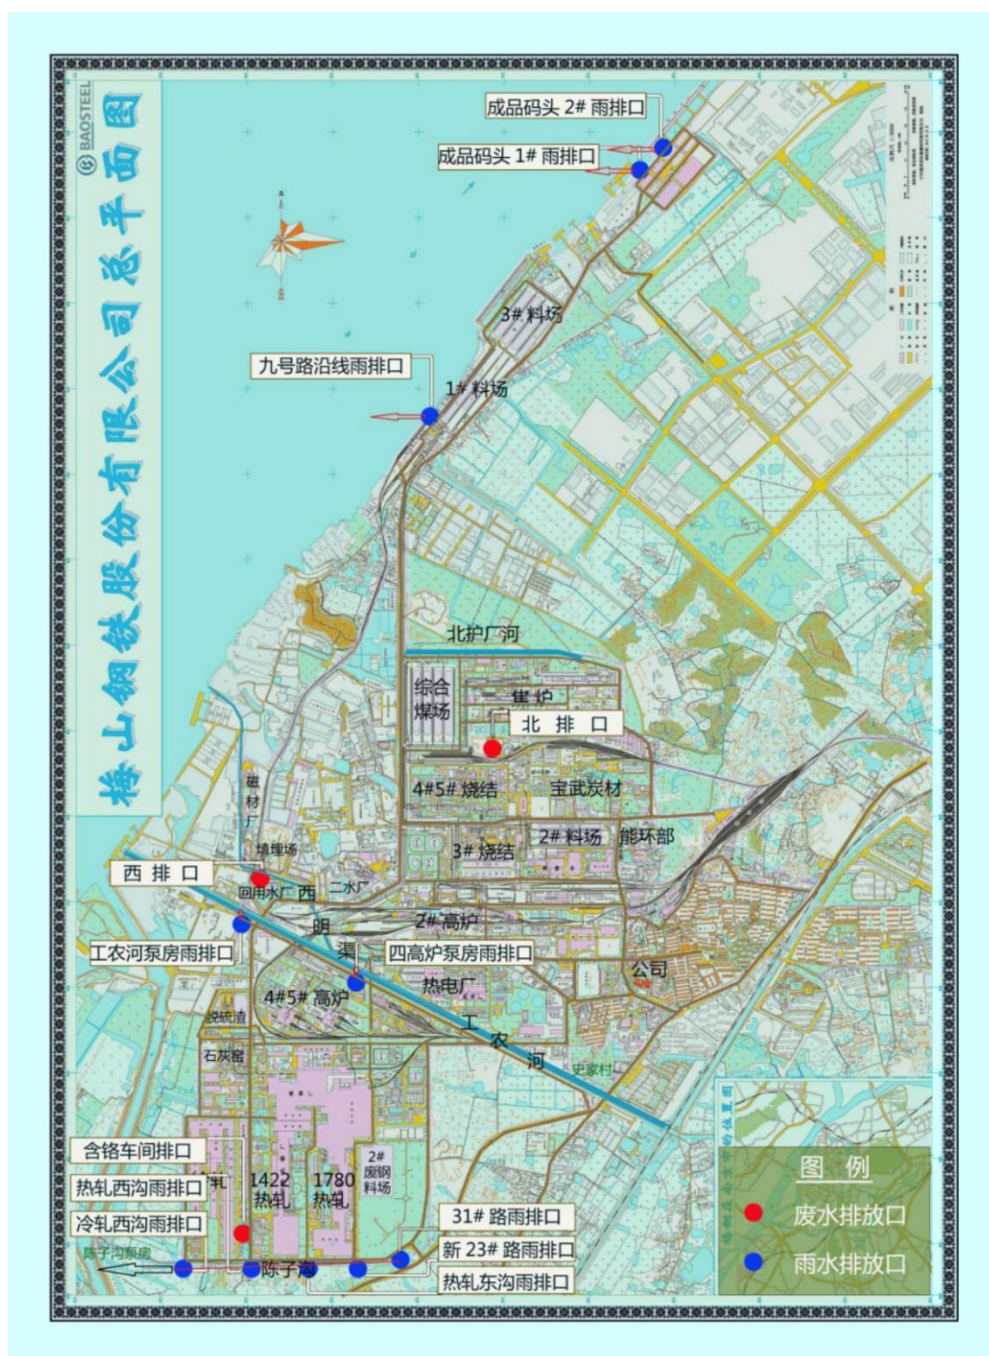 梅山钢铁股份有限公司总平面图
BAOSTEEL
成品码头 2# 雨排口
成品码头 1# 雨排口
3# 料场
九号路沿线雨排口
1# 料场
北护厂河
综合
煤场
焦 炉
北 排 口
磁材厂
4#5# 烧结
宝武炭材
3# 烧结
2# 料场
能环部
填埋场
西 排 口
回用水厂
二水厂
西明渠
2# 高炉
工农河泵房雨排口
四高炉泵房雨排口
公司
热电厂
4#5# 高炉
脱硫渣
工农河
石灰窑
史家村
含铬车间排口
热轧西沟雨排口
冷轧西沟雨排口
1422
热轧
1780
热轧
2#
废钢
料场
31# 路雨排口
新 23# 路雨排口
热轧东沟雨排口
陈子沟泵房
陈子沟
图 例
废水排放口
雨水排放口